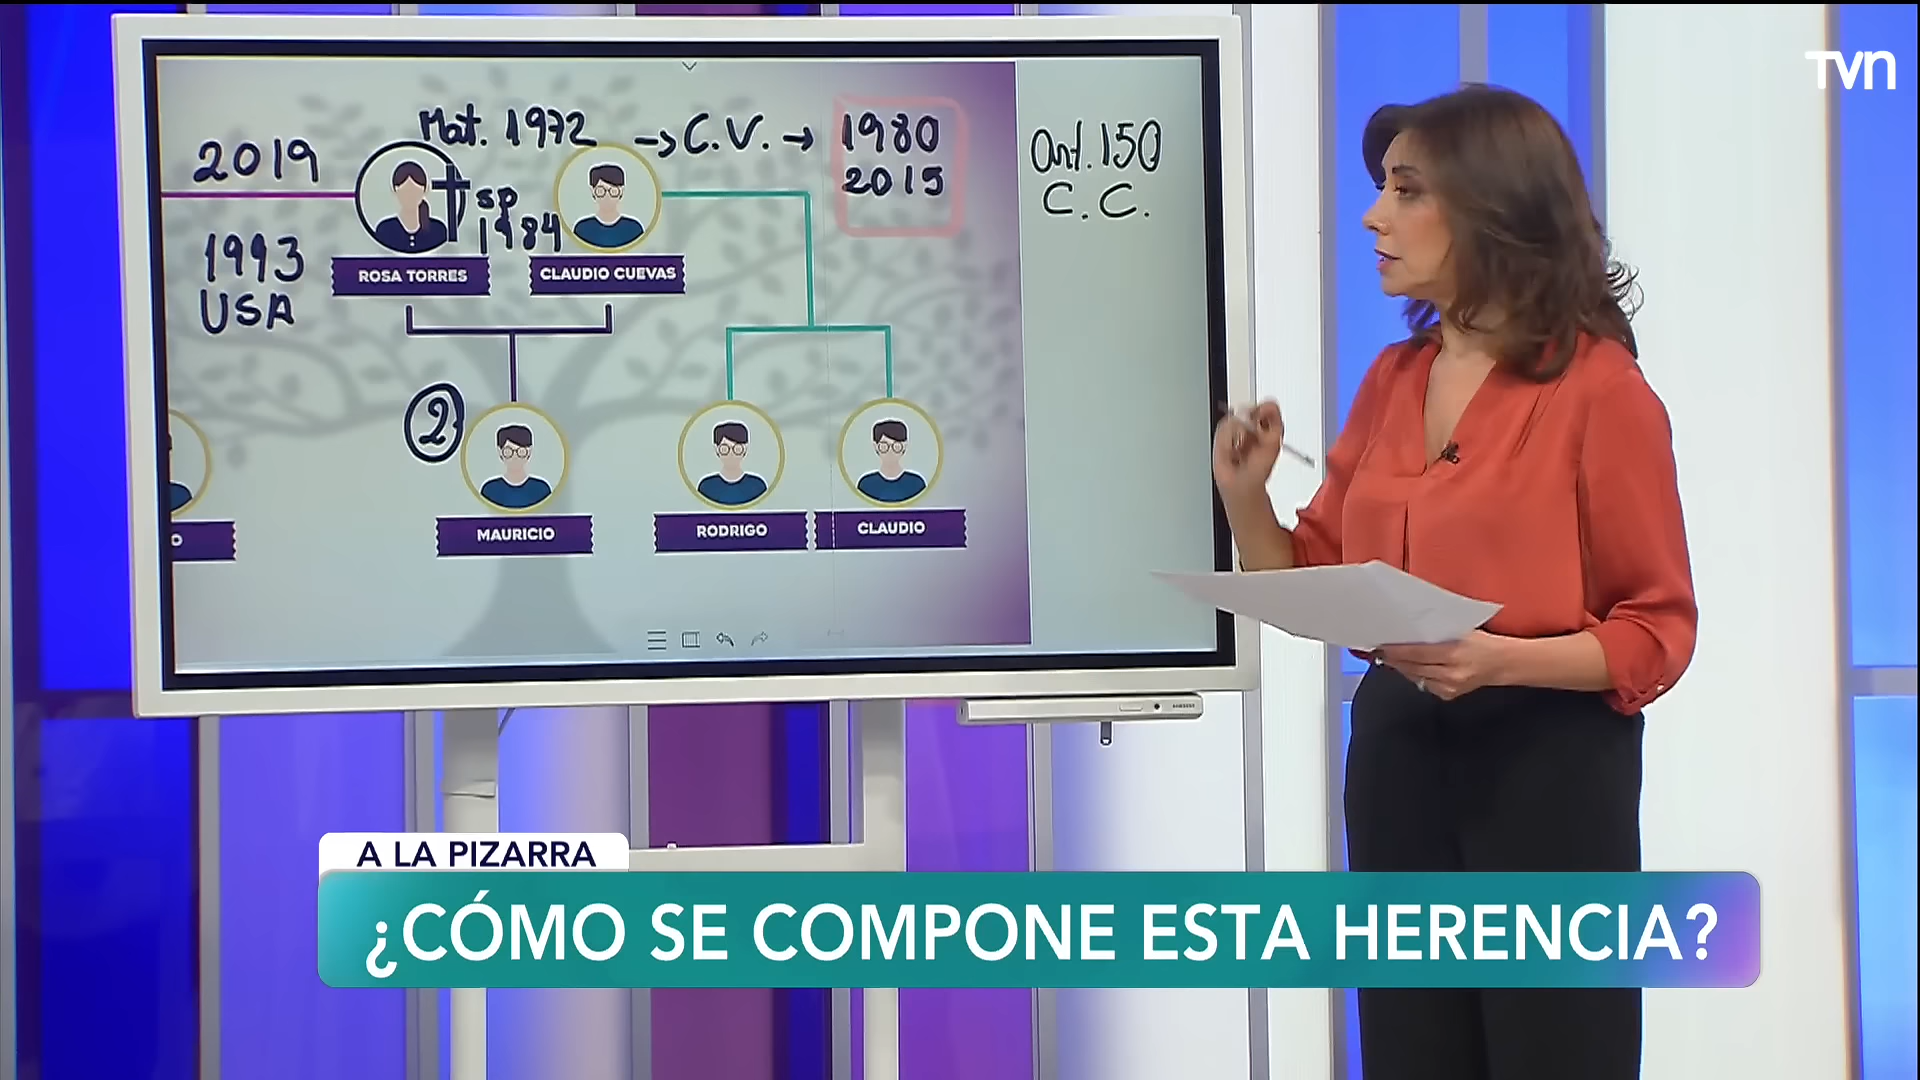 TVN
Mat. 1972 → C.V. → 1980
2015
2019
Art. 150
C. C.
sp
1984
1993
USA
ROSA TORRES
CLAUDIO CUEVAS
2
O
MAURICIO
RODRIGO
CLAUDIO
SAMSUNG
A LA PIZARRA
¿CÓMO SE COMPONE ESTA HERENCIA?